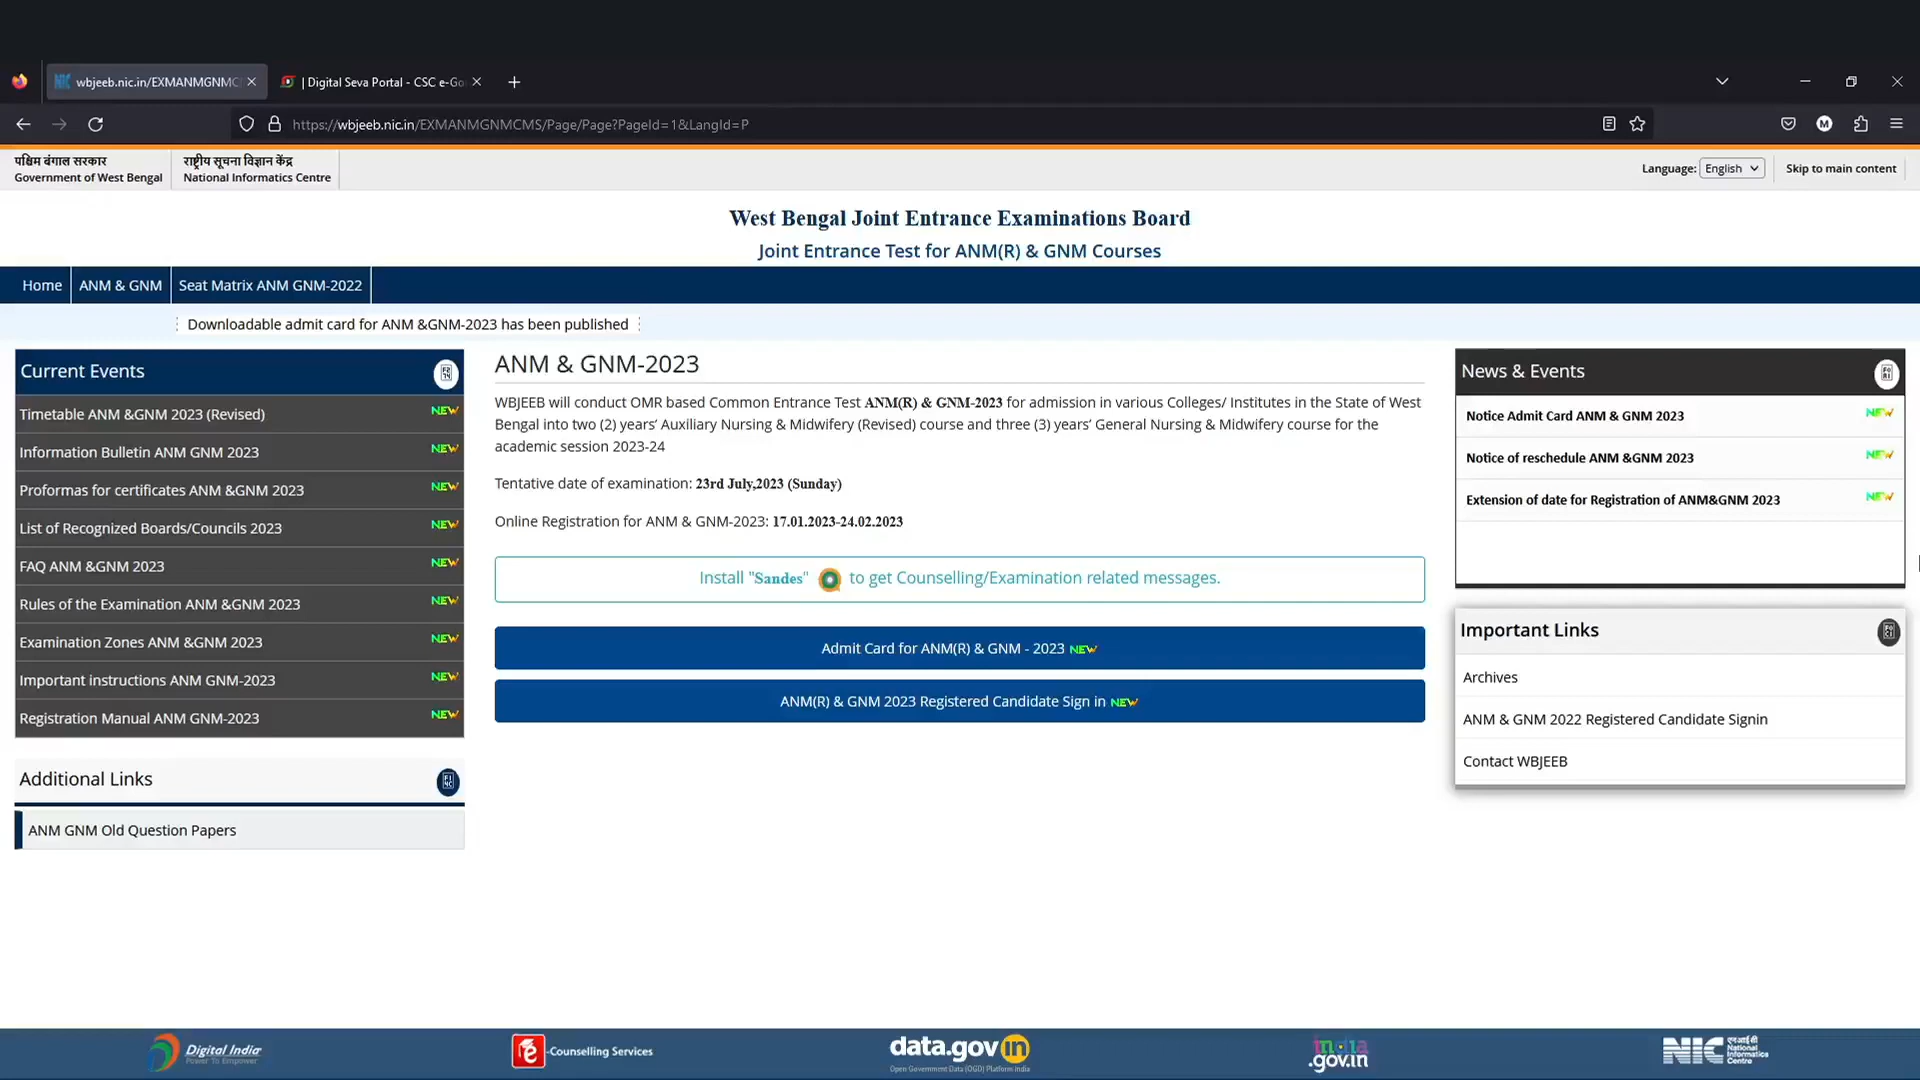 wbjeeb.nic.in/EXMANMGNMC
| Digital Seva Portal - CSC e-Go
https://wbjeeb.nic.in/EXMANMGNMCMS/Page/Page?PageId=1&LangId=P
M
पश्चिम बंगाल सरकार
Government of West Bengal
राष्ट्रीय सूचना विज्ञान केंद्र
National Informatics Centre
Language: English
Skip to main content
West Bengal Joint Entrance Examinations Board
Joint Entrance Test for ANM(R) & GNM Courses
Home
ANM & GNM
Seat Matrix ANM GNM-2022
Downloadable admit card for ANM &GNM-2023 has been published
Current Events
Timetable ANM &GNM 2023 (Revised) NEW
Information Bulletin ANM GNM 2023 NEW
Proformas for certificates ANM &GNM 2023 NEW
List of Recognized Boards/Councils 2023 NEW
FAQ ANM &GNM 2023 NEW
Rules of the Examination ANM &GNM 2023 NEW
Examination Zones ANM &GNM 2023 NEW
Important instructions ANM GNM-2023 NEW
Registration Manual ANM GNM-2023 NEW
Additional Links
ANM GNM Old Question Papers
ANM & GNM-2023
WBJEEB will conduct OMR based Common Entrance Test ANM(R) & GNM-2023 for admission in various Colleges/ Institutes in the State of West
Bengal into two (2) years’ Auxiliary Nursing & Midwifery (Revised) course and three (3) years’ General Nursing & Midwifery course for the
academic session 2023-24
Tentative date of examination: 23rd July,2023 (Sunday)
Online Registration for ANM & GNM-2023: 17.01.2023-24.02.2023
Install "Sandes" to get Counselling/Examination related messages.
Admit Card for ANM(R) & GNM - 2023 NEW
ANM(R) & GNM 2023 Registered Candidate Sign in NEW
News & Events
Notice Admit Card ANM & GNM 2023 NEW
Notice of reschedule ANM &GNM 2023 NEW
Extension of date for Registration of ANM&GNM 2023 NEW
Important Links
Archives
ANM & GNM 2022 Registered Candidate Signin
Contact WBJEEB
Digital India
Power To Empower
e-Counselling Services
data.gov in
Open Government Data (OGD) Platform India
india
.gov.in
NIC एनआईसी
National
Informatics
Centre